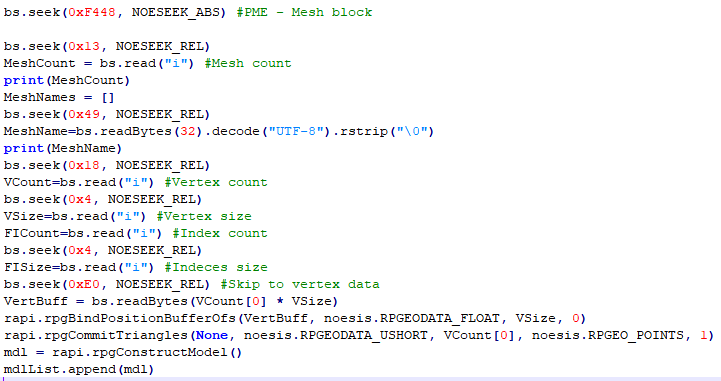 bs.seek(0xF448, NOESEEK_ABS) #PME - Mesh block
bs.seek(0x13, NOESEEK_REL)
MeshCount = bs.read("i") #Mesh count
print(MeshCount)
MeshNames = []
bs.seek(0x49, NOESEEK_REL)
MeshName=bs.readBytes(32).decode("UTF-8").rstrip("\0")
print(MeshName)
bs.seek(0x18, NOESEEK_REL)
VCount=bs.read("i") #Vertex count
bs.seek(0x4, NOESEEK_REL)
VSize=bs.read("i") #Vertex size
FICount=bs.read("i") #Index count
bs.seek(0x4, NOESEEK_REL)
FISize=bs.read("i") #Indeces size
bs.seek(0xE0, NOESEEK_REL) #Skip to vertex data
VertBuff = bs.readBytes(VCount[0] * VSize)
rapi.rpgBindPositionBufferOfs(VertBuff, noesis.RPGEODATA_FLOAT, VSize, 0)
rapi.rpgCommitTriangles(None, noesis.RPGEODATA_USHORT, VCount[0], noesis.RPGEO_POINTS, 1)
mdl = rapi.rpgConstructModel()
mdlList.append(mdl)